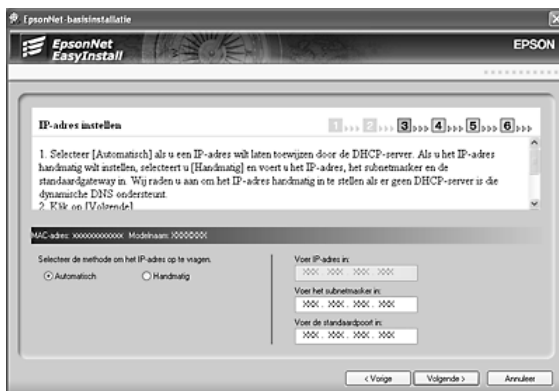 EpsonNet-basisinstallatie
EpsonNet
EasyInstall
EPSON
IP-adres instellen
1 2 3 4 5 6
1. Selecteer [Automatisch] als u een IP-adres wilt laten toewijzen door de DHCP-server. Als u het IP-adres
handmatig wilt instellen, selecteert u [Handmatig] en voert u het IP-adres, het subnetmasker en de
standaardgateway in. Wij raden u aan om het IP-adres handmatig in te stellen als er geen DHCP-server is die
dynamische DNS ondersteunt.
2. Klik op [Volgende].
MAC-adres: xxxxxxxxxxxx Modelnaam: XXXXXXX
Selecteer de methode om het IP-adres op te vragen.
Automatisch Handmatig
Voer IP-adres in:
XXX . XXX . XXX . XXX
Voer het subnetmasker in:
XXX . XXX . XXX . XXX
Voer de standaardpoort in:
XXX . XXX . XXX . XXX
< Vorige Volgende > Annuleer